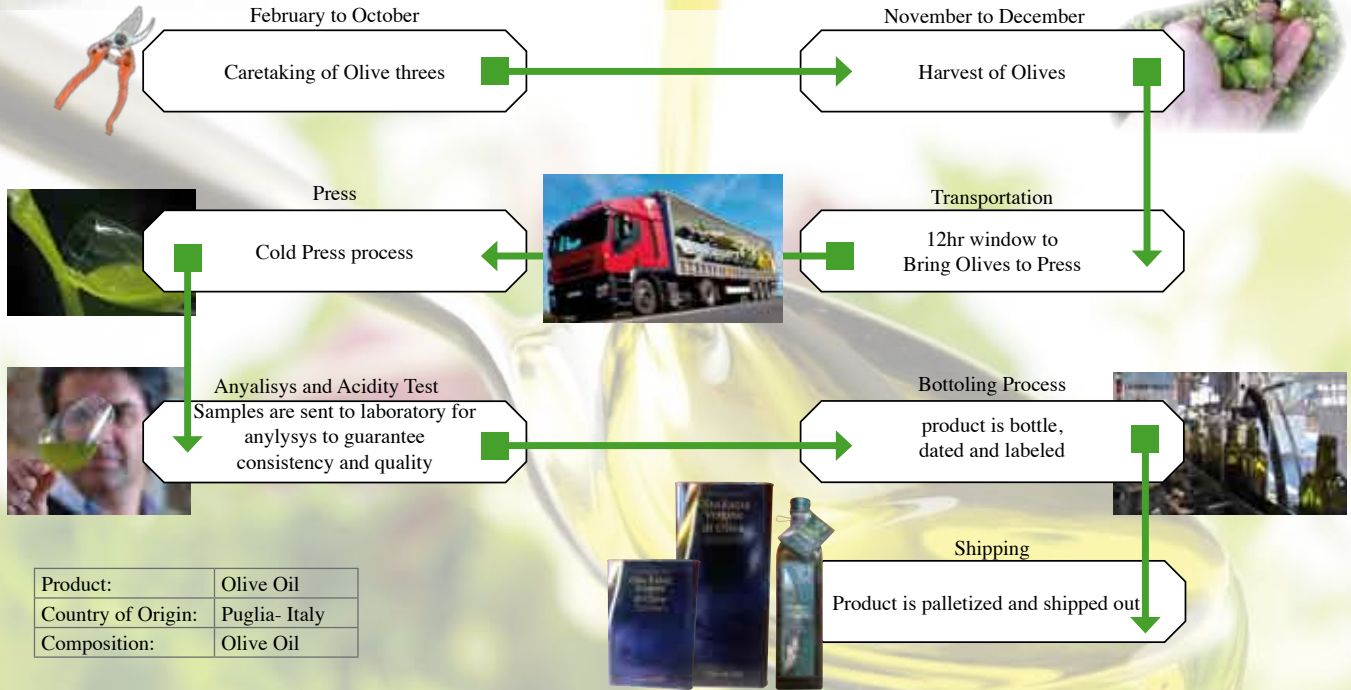 February to October
Caretaking of Olive threes
November to December
Harvest of Olives
Transportation
12hr window to
Bring Olives to Press
Press
Cold Press process
Anyalisys and Acidity Test
Samples are sent to laboratory for
anylysys to guarantee
consistency and quality
Bottoling Process
product is bottle,
dated and labeled
Shipping
Product is palletized and shipped out
Product: Olive Oil
Country of Origin: Puglia- Italy
Composition: Olive Oil